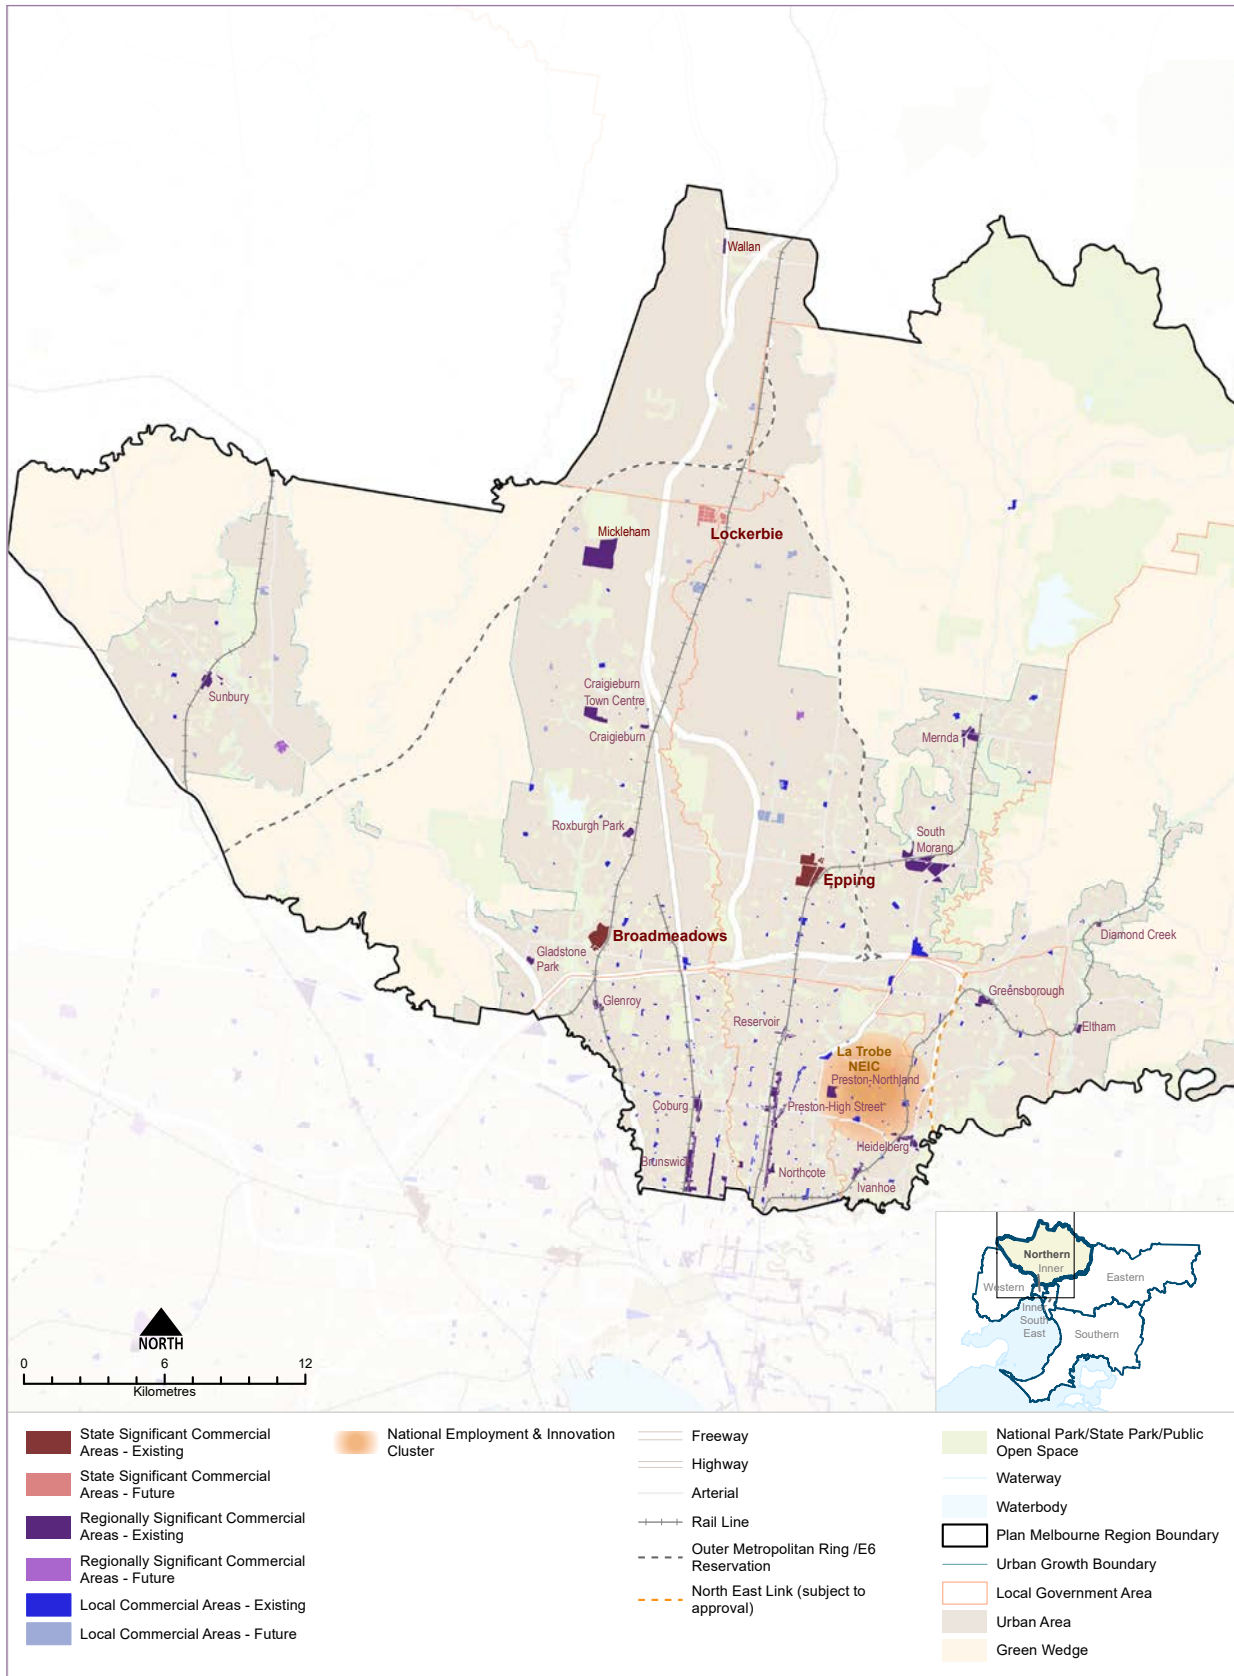 Wallan
Mickleham
Lockerbie
Sunbury
Craigieburn
Town Centre
Craigieburn
Mernda
Roxburgh Park
South
Morang
Epping
Broadmeadows
Gladstone
Park
Diamond Creek
Glenroy
Greensborough
Reservoir
Eltham
La Trobe
NEIC
Preston-Northland
Coburg
Preston-High Street
Heidelberg
Brunswick
Northcote
Ivanhoe
Northern
Inner
Western
Eastern
Inner
South
East
Southern
NORTH
0 6 12
Kilometres
State Significant Commercial
Areas - Existing
State Significant Commercial
Areas - Future
Regionally Significant Commercial
Areas - Existing
Regionally Significant Commercial
Areas - Future
Local Commercial Areas - Existing
Local Commercial Areas - Future
National Employment & Innovation
Cluster
Freeway
Highway
Arterial
Rail Line
Outer Metropolitan Ring /E6
Reservation
North East Link (subject to
approval)
National Park/State Park/Public
Open Space
Waterway
Waterbody
Plan Melbourne Region Boundary
Urban Growth Boundary
Local Government Area
Urban Area
Green Wedge